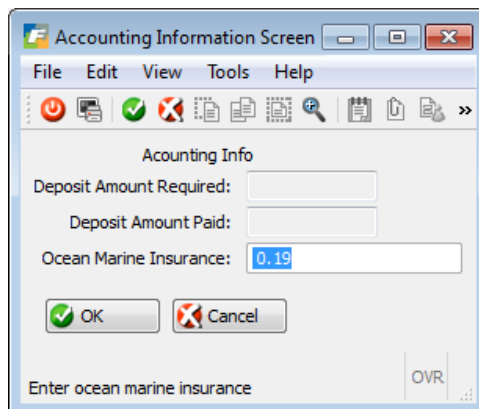 Accounting Information Screen
File Edit View Tools Help
»
Acounting Info
Deposit Amount Required:
Deposit Amount Paid:
Ocean Marine Insurance: 0.19
OK Cancel
Enter ocean marine insurance OVR